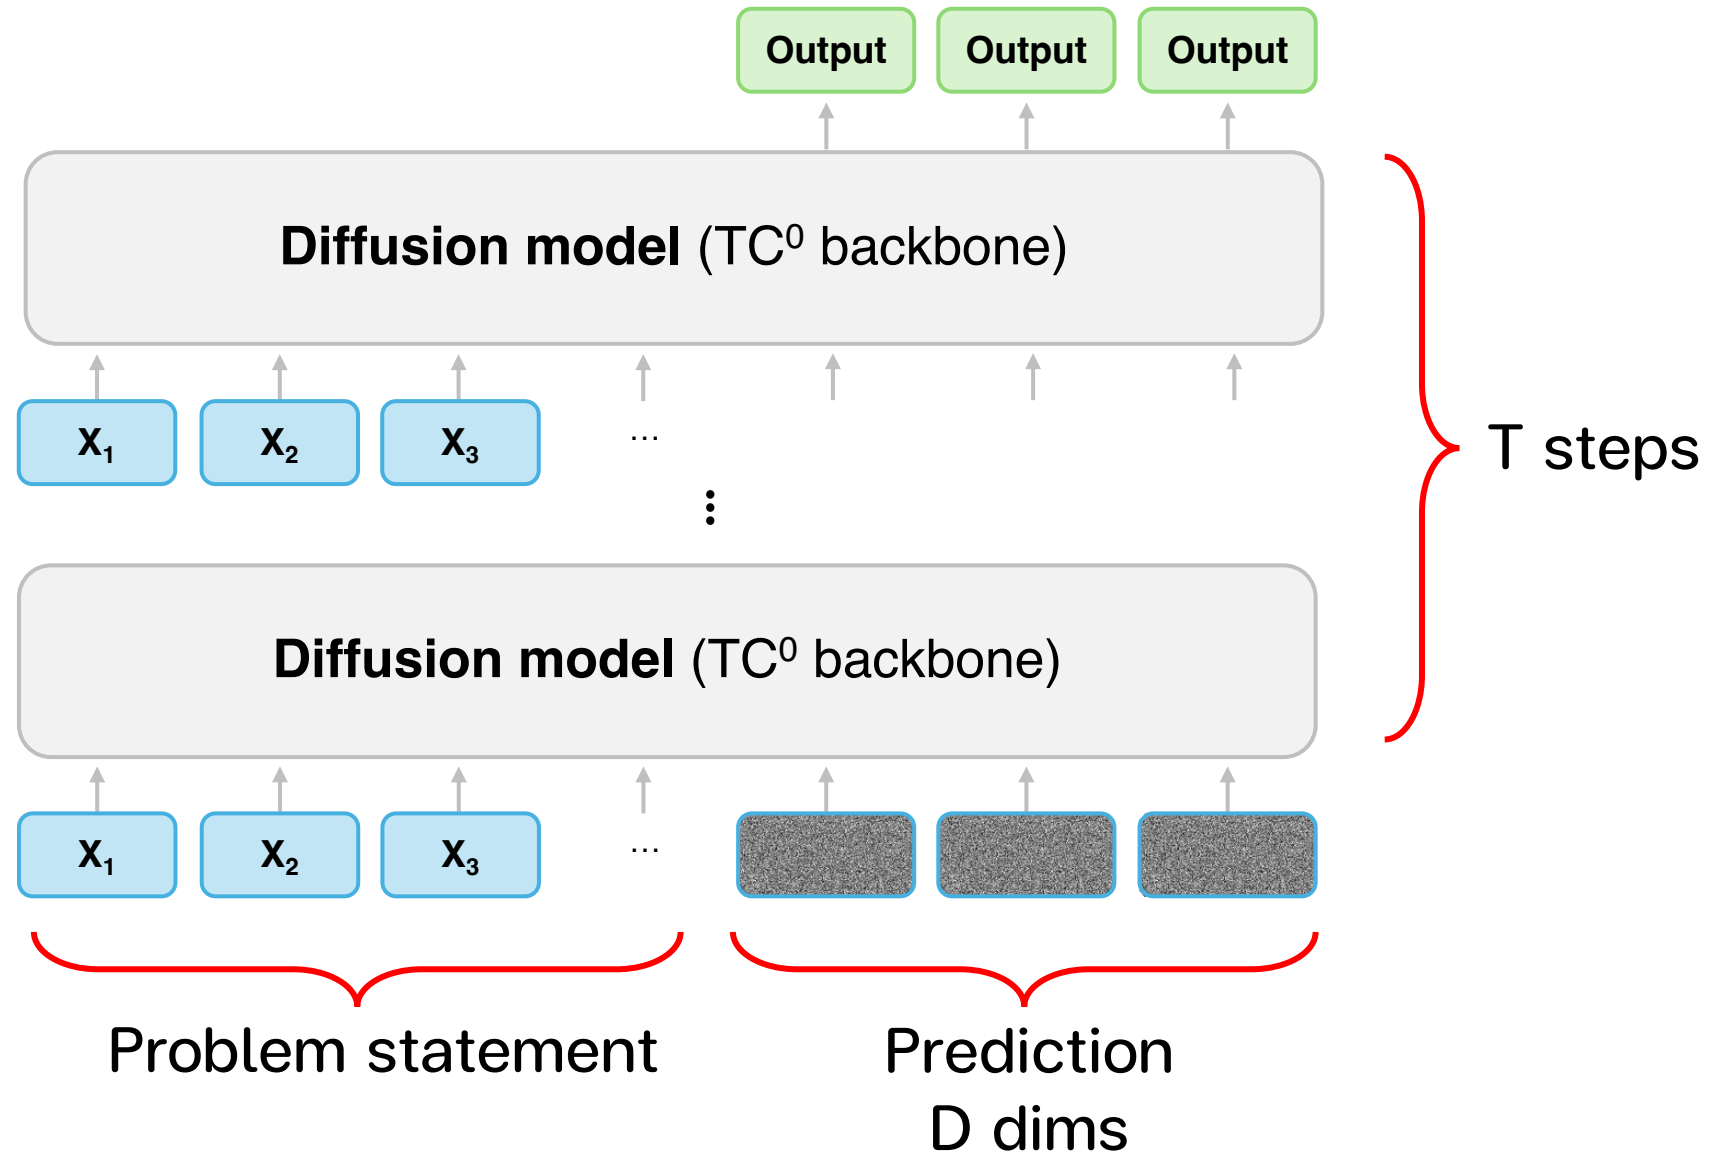 Output Output Output
Diffusion model (TC⁰ backbone)
X₁ X₂ X₃ ...
T steps
⋮
Diffusion model (TC⁰ backbone)
X₁ X₂ X₃ ...
Problem statement
Prediction
D dims